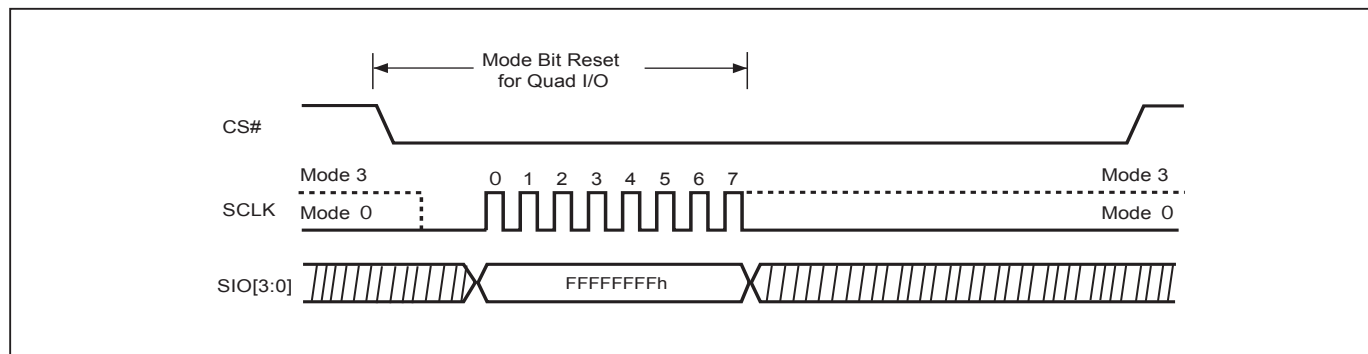 Mode Bit Reset
for Quad I/O
CS#
Mode 3
0 1 2 3 4 5 6 7
Mode 3
SCLK
Mode 0
Mode 0
SIO[3:0]
FFFFFFFFh